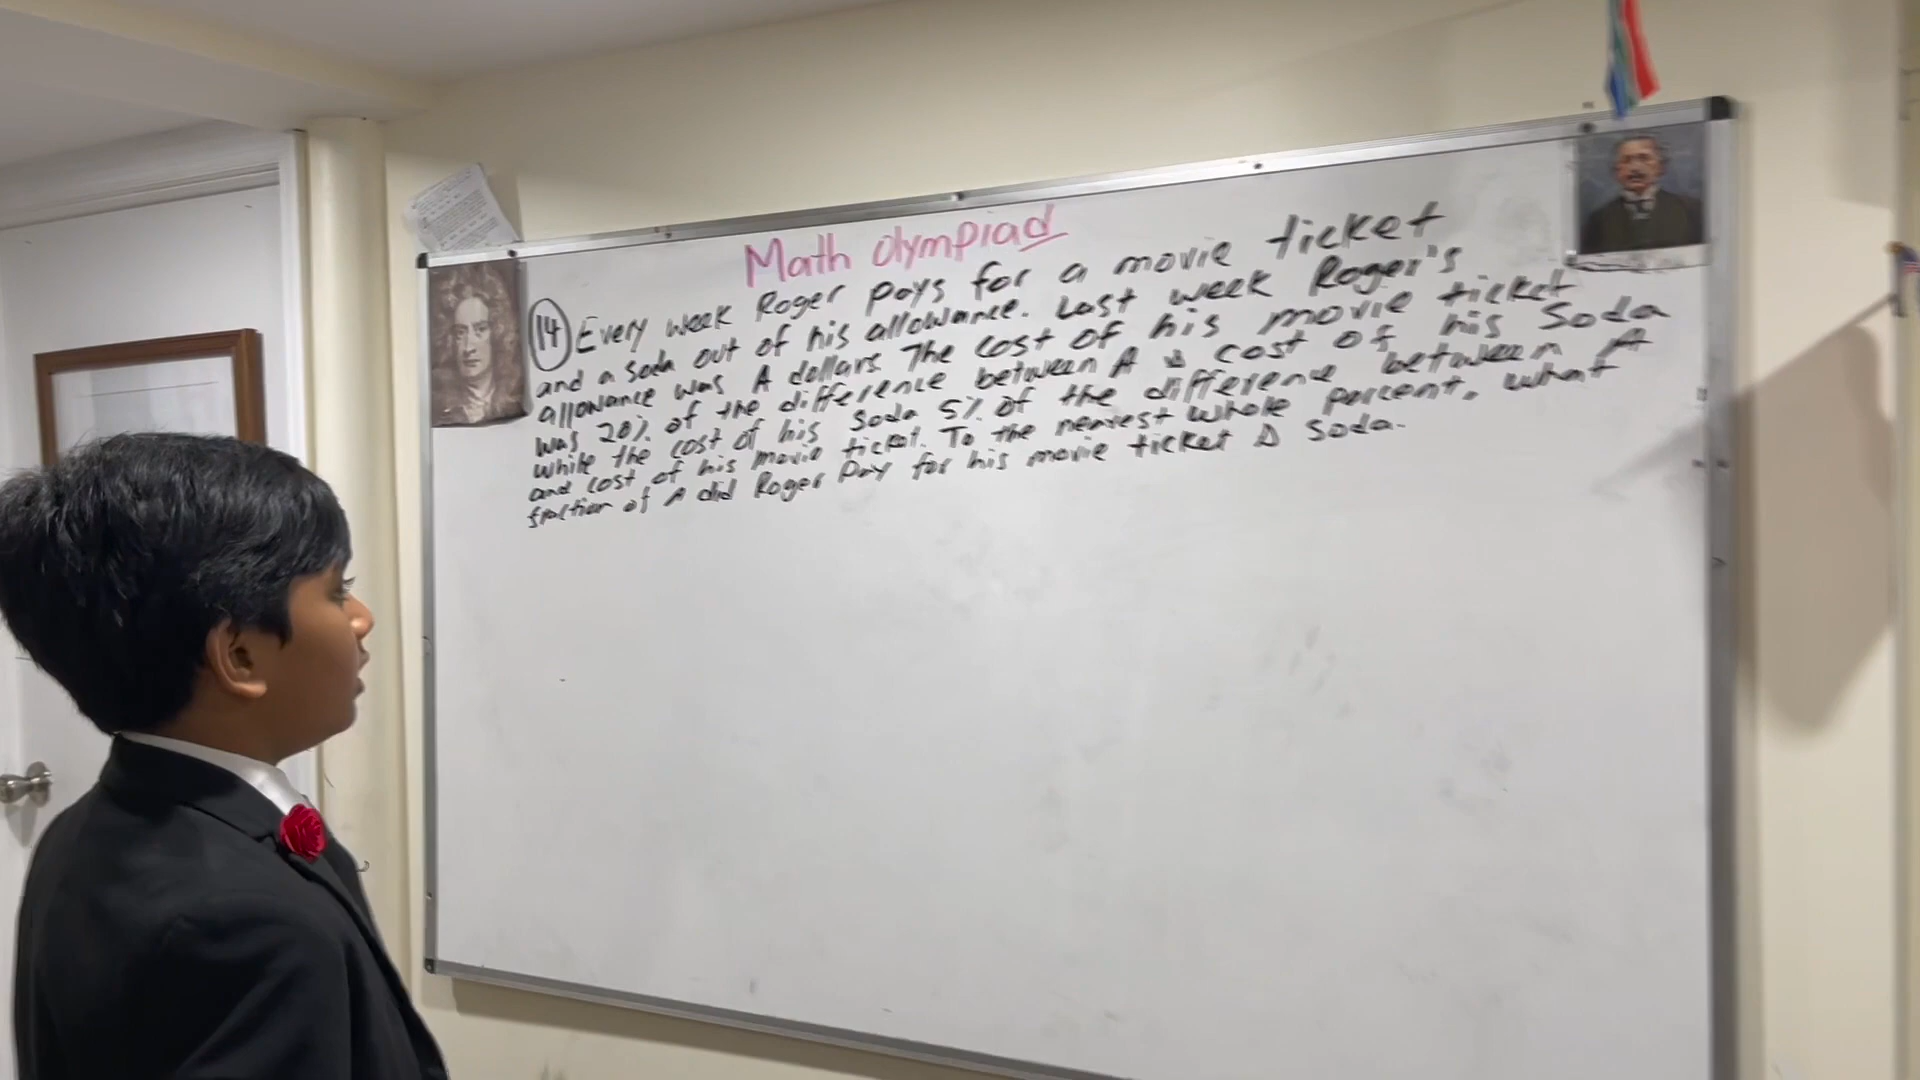 Math Olympiad
14 Every week Roger pays for a movie ticket
and a soda out of his allowance. Last week Roger's
allowance was A dollars. The cost of his movie ticket
was 20% of the difference between A & cost of his Soda
while the cost of his Soda 5% of the difference between A
and cost of his movie ticket. To the nearest whole percent, what
fraction of A did Roger Pay for his movie ticket & soda.